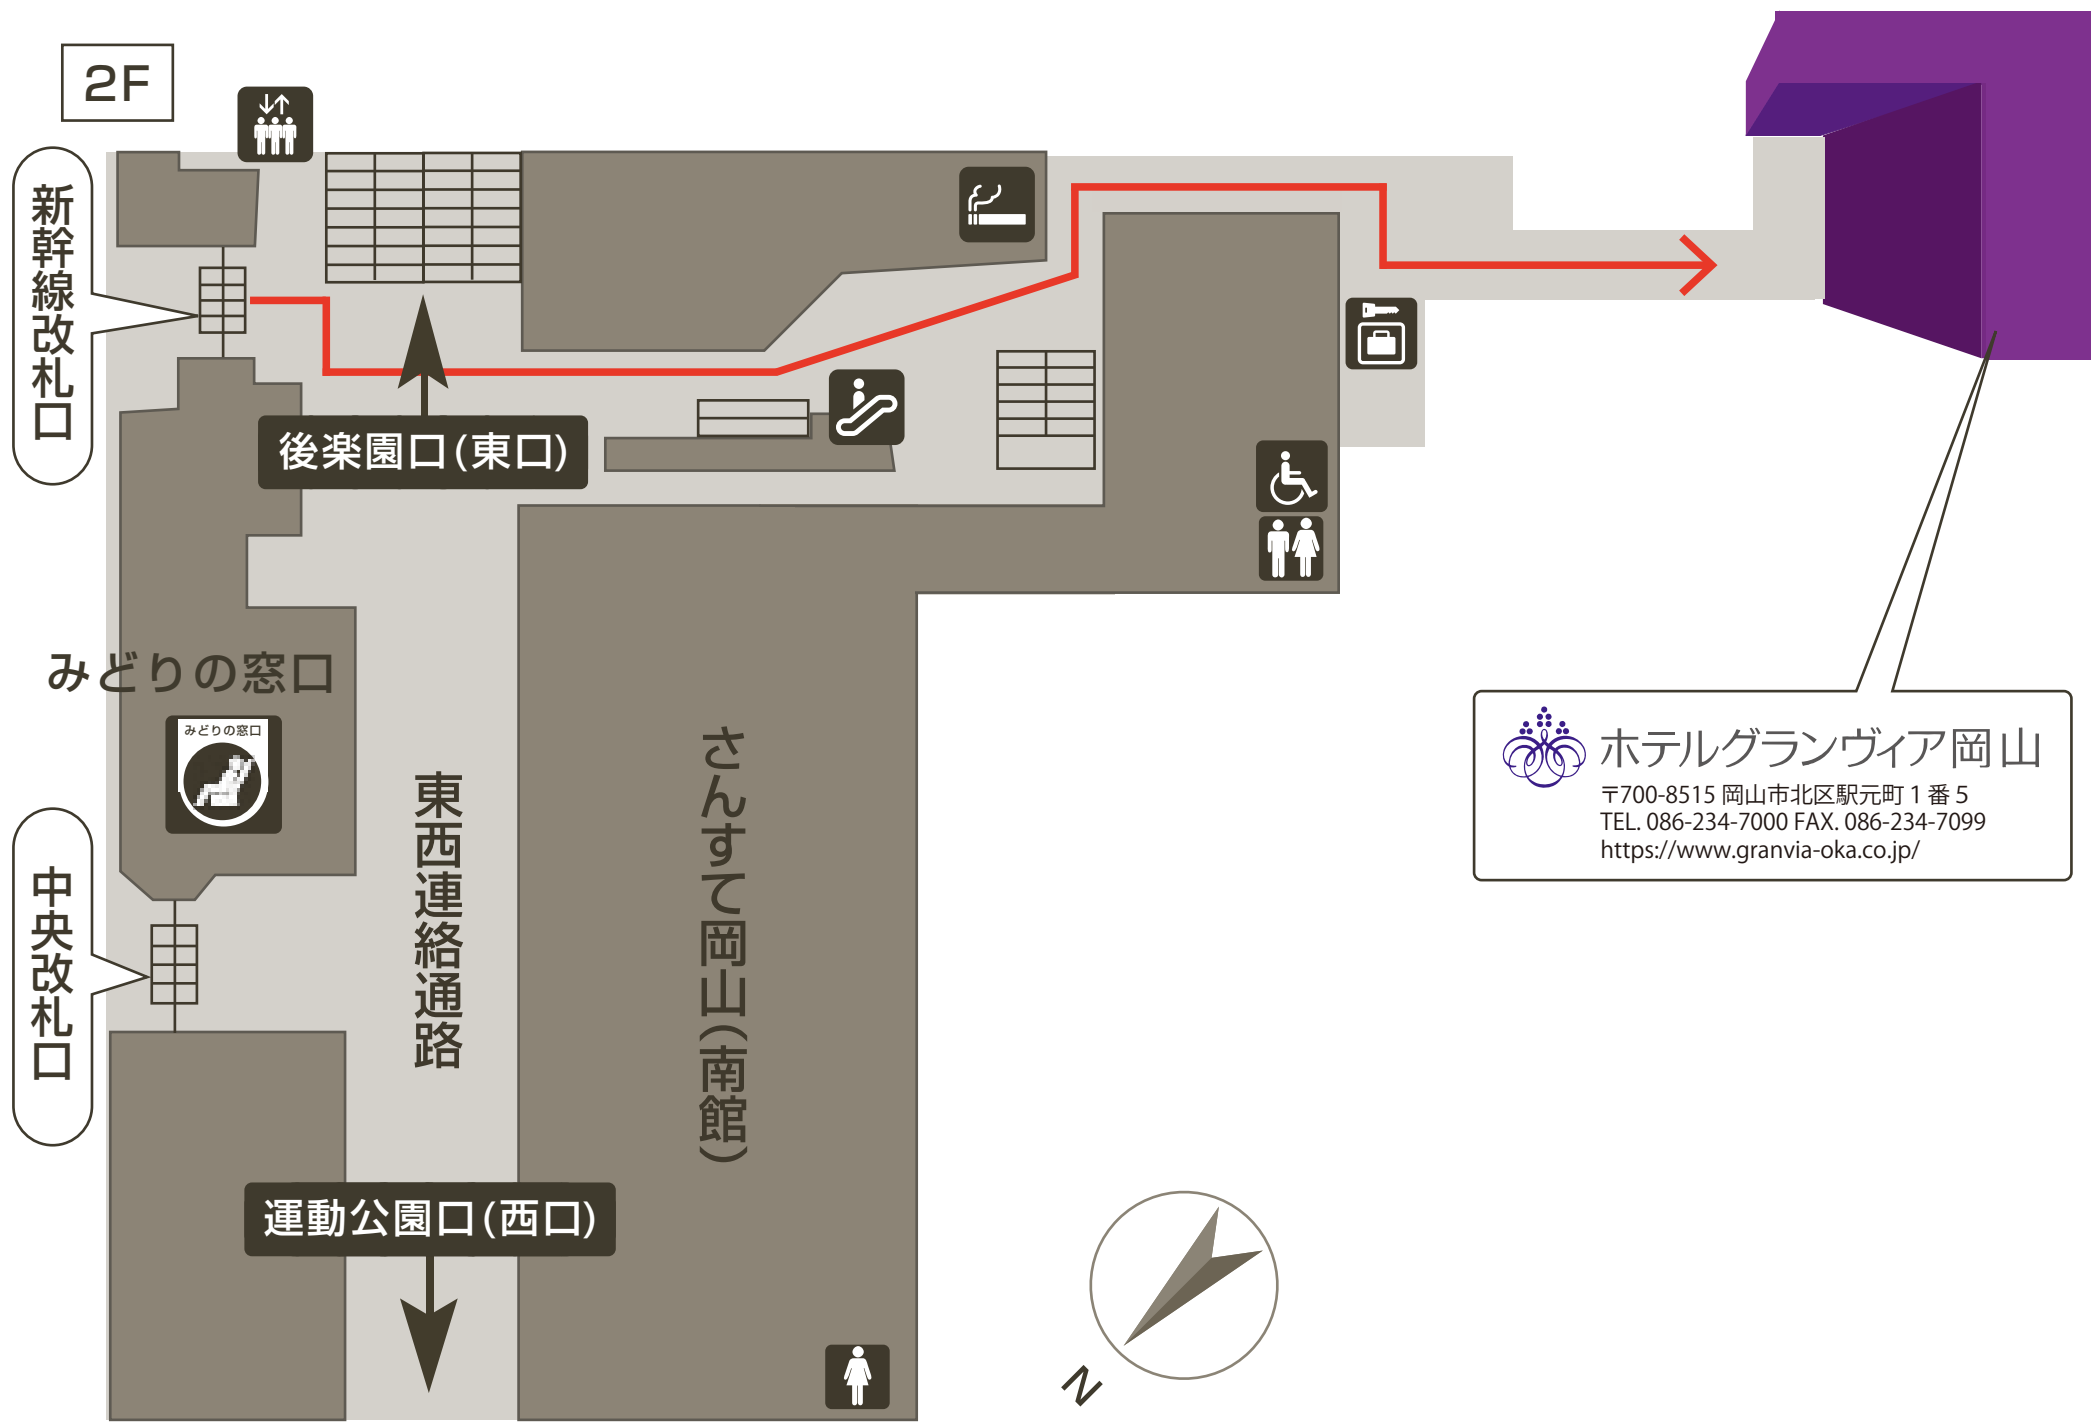 2F
新幹線改札口
後楽園口(東口)
みどりの窓口
みどりの窓口
中央改札口
東西連絡通路
さんすて岡山(南館)
運動公園口(西口)
ホテルグランヴィア岡山
〒700-8515 岡山市北区駅元町 1 番 5
TEL. 086-234-7000 FAX. 086-234-7099
https://www.granvia-oka.co.jp/
N